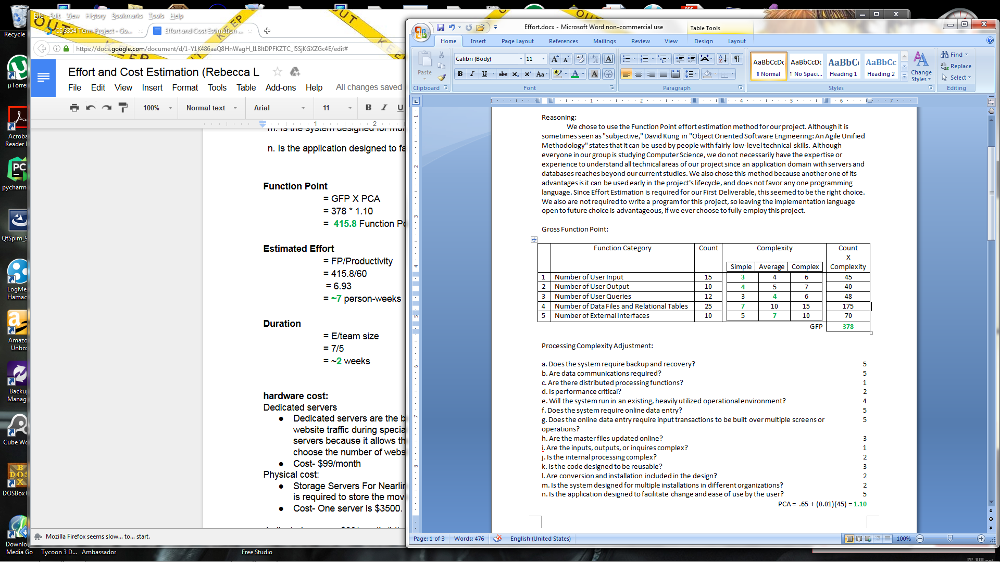 Recycle
µTorre
Acroba
Reader D
pycharm
QtSpim_9
LogMe
Hamac
Amazo
Unbo
Backu
Manag
Cube Wo
DOSBox
Downlo
Media Go
Tycoon 3 D...
Ambassador
Free Studio
File Edit View History Bookmarks Tools Help
CS 3354 Term Project - Go...
Effort and Cost Estimation ...
https://docs.google.com/document/d/1-Y1K486aaQ8HnWagH_I1BltDPFKZTC_l5SjKGXZGc4E/edit#
Effort and Cost Estimation (Rebecca L
File Edit View Insert Format Tools Table Add-ons Help All changes saved
100% Normal text Arial 11 B I U
1 2
m. Is the system designed for mul
n. Is the application designed to fa
Function Point
= GFP X PCA
= 378 * 1.10
= 415.8 Function Po
Estimated Effort
= FP/Productivity
= 415.8/60
= 6.93
= ~7 person-weeks
Duration
= E/team size
= 7/5
= ~2 weeks
hardware cost:
Dedicated servers
● Dedicated servers are the b
website traffic during specia
servers because it allows th
choose the number of webs
● Cost- $99/month
Physical cost:
● Storage Servers For Nearlin
is required to store the movi
● Cost- One server is $3500.
Mozilla Firefox seems slow... to... start.
Effort.docx - Microsoft Word non-commercial use
Table Tools
Home Insert Page Layout References Mailings Review View Design Layout
Paste
Clipboard
Calibri (Body) 11
Font
Paragraph
AaBbCcDc AaBbCcDc AaBbCc AaBbCc
¶ Normal ¶ No Spaci... Heading 1 Heading 2
Change Styles
Styles
Find
Replace
Select
Editing
Reasoning:
We chose to use the Function Point effort estimation method for our project. Although it is
sometimes seen as "subjective," David Kung in "Object Oriented Software Engineering: An Agile Unified
Methodology" states that it can be used by people with fairly low-level technical skills. Although
everyone in our group is studying Computer Science, we do not necessarily have the expertise or
experience to understand all technical areas of our project since an application domain with servers and
databases reaches beyond our current studies. We also chose this method because another one of its
advantages is it can be used early in the project's lifecycle, and does not favor any one programming
language. Since Effort Estimation is required for our First Deliverable, this seemed to be the right choice.
We also are not required to write a program for this project, so leaving the implementation language
open to future choice is advantageous, if we ever choose to fully employ this project.
Gross Function Point:
Function Category Count Complexity Count
X
Simple Average Complex Complexity
1 Number of User Input 15 3 4 6 45
2 Number of User Output 10 4 5 7 40
3 Number of User Queries 12 3 4 6 48
4 Number of Data Files and Relational Tables 25 7 10 15 175
5 Number of External Interfaces 10 5 7 10 70
GFP 378
Processing Complexity Adjustment:
a. Does the system require backup and recovery? 5
b. Are data communications required? 5
c. Are there distributed processing functions? 1
d. Is performance critical? 2
e. Will the system run in an existing, heavily utilized operational environment? 4
f. Does the system require online data entry? 5
g. Does the online data entry require input transactions to be built over multiple screens or 5
operations?
h. Are the master files updated online? 3
i. Are the inputs, outputs, or inquires complex? 1
j. Is the internal processing complex? 2
k. Is the code designed to be reusable? 3
l. Are conversion and installation included in the design? 2
m. Is the system designed for multiple installations in different organizations? 2
n. Is the application designed to facilitate change and ease of use by the user? 5
PCA = .65 + (0.01)(45) = 1.10
Page: 1 of 3 Words: 476 English (United States) 100%